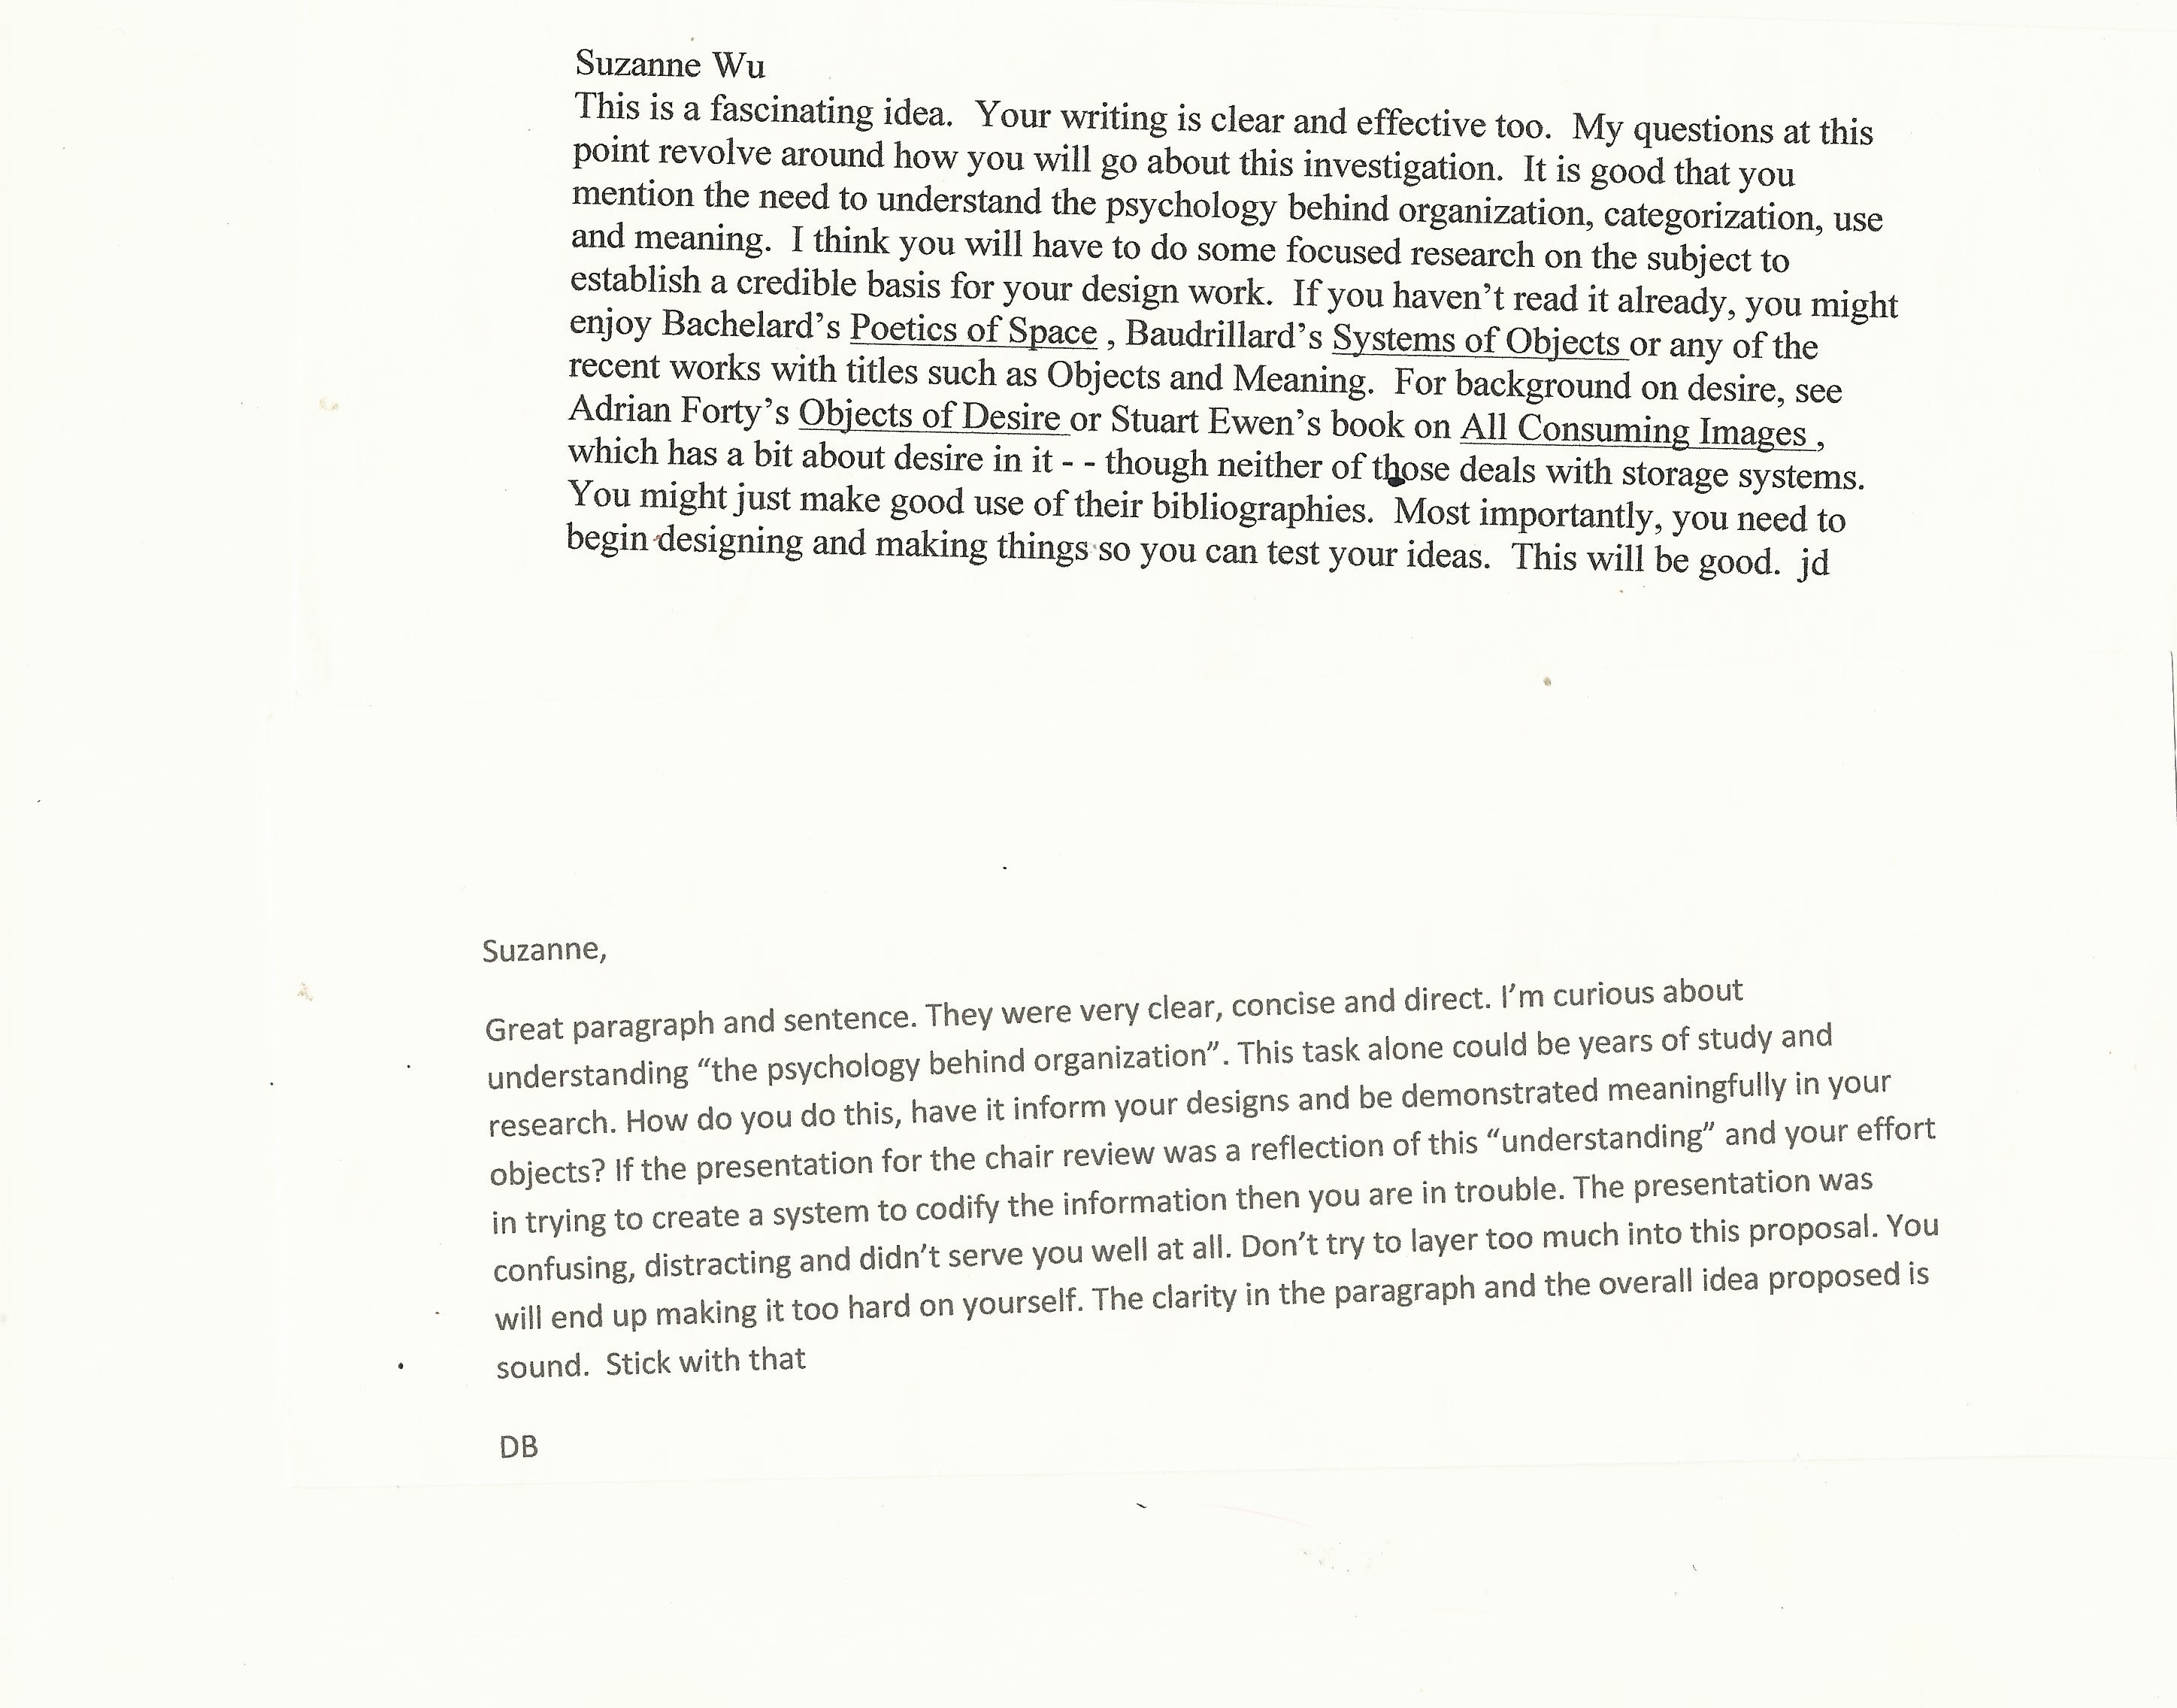 Suzanne Wu
This is a fascinating idea.  Your writing is clear and effective too.  My questions at this
point revolve around how you will go about this investigation.  It is good that you
mention the need to understand the psychology behind organization, categorization, use
and meaning.  I think you will have to do some focused research on the subject to
establish a credible basis for your design work.  If you haven’t read it already, you might
enjoy Bachelard’s Poetics of Space , Baudrillard’s Systems of Objects or any of the
recent works with titles such as Objects and Meaning.  For background on desire, see
Adrian Forty’s Objects of Desire or Stuart Ewen’s book on All Consuming Images ,
which has a bit about desire in it - - though neither of those deals with storage systems.
You might just make good use of their bibliographies.  Most importantly, you need to
begin designing and making things so you can test your ideas.  This will be good.  jd
Suzanne,
Great paragraph and sentence. They were very clear, concise and direct. I’m curious about
understanding “the psychology behind organization”. This task alone could be years of study and
research. How do you do this, have it inform your designs and be demonstrated meaningfully in your
objects? If the presentation for the chair review was a reflection of this “understanding” and your effort
in trying to create a system to codify the information then you are in trouble. The presentation was
confusing, distracting and didn’t serve you well at all. Don’t try to layer too much into this proposal. You
will end up making it too hard on yourself. The clarity in the paragraph and the overall idea proposed is
sound.  Stick with that
DB